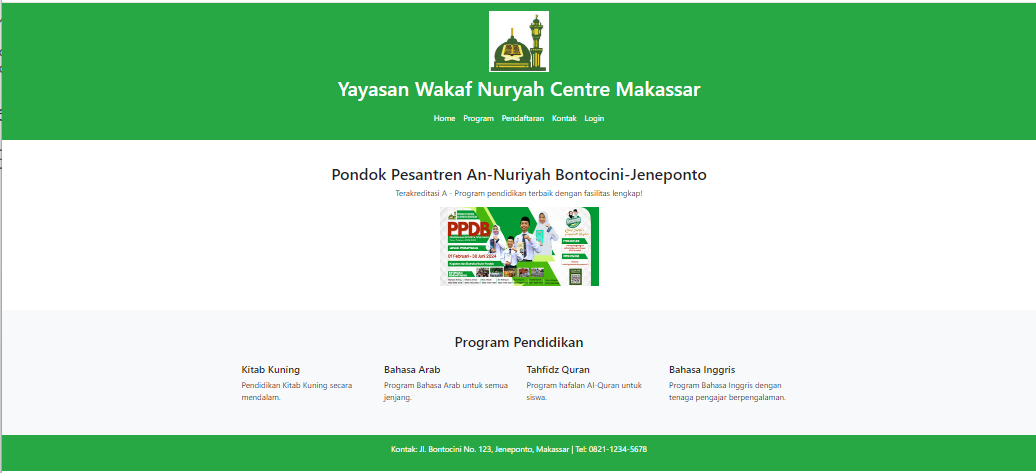 Yayasan Wakaf Nuryah Centre Makassar
Home Program Pendaftaran Kontak Login
Pondok Pesantren An-Nuriyah Bontocini-Jeneponto
Terakreditasi A - Program pendidikan terbaik dengan fasilitas lengkap!
PPDB
01 Februari - 30 Juni 2024
Program Pendidikan
Kitab Kuning
Pendidikan Kitab Kuning secara
mendalam.
Bahasa Arab
Program Bahasa Arab untuk semua
jenjang.
Tahfidz Quran
Program hafalan Al-Quran untuk
siswa.
Bahasa Inggris
Program Bahasa Inggris dengan
tenaga pengajar berpengalaman.
Kontak: Jl. Bontocini No. 123, Jeneponto, Makassar | Tel: 0821-1234-5678